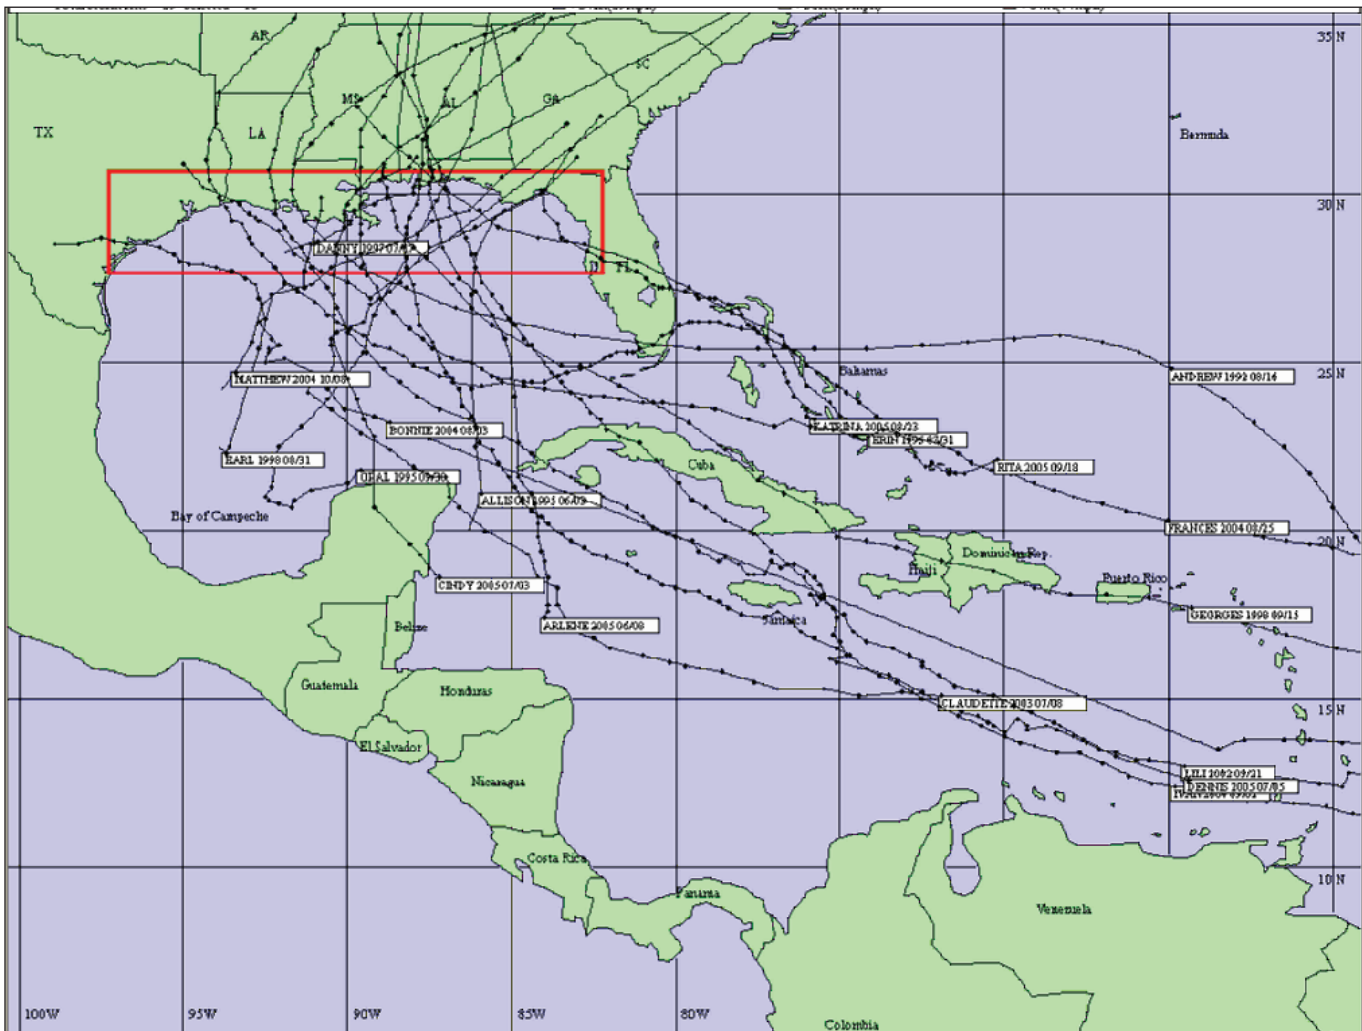 35 N
AR
SC
MS
AL
GA
TX
LA
Bermuda
30 N
DANNY 1997 07/17
FL
Bahamas
25 N
MATTHEW 2004 10/08
ANDREW 1992 08/16
BONNIE 2004 08/03
KATRINA 2005 08/23
ERIN 1995 07/31
EARL 1998 08/31
Cuba
RITA 2005 09/18
OPAL 1995 09/30
ALLISON 1995 06/03
Bay of Campeche
FRANCES 2004 08/25
20 N
Dominican Rep.
Haiti
Puerto Rico
CINDY 2005 07/03
GEORGES 1998 09/15
Jamaica
ARLENE 2005 06/08
Belize
Guatemala
Honduras
CLAUDETTE 2003 07/08
15 N
El Salvador
LILI 2002 09/21
Nicaragua
DENNIS 2005 07/05
Costa Rica
10 N
Panama
Venezuela
100W
95W
90W
85W
80W
Colombia